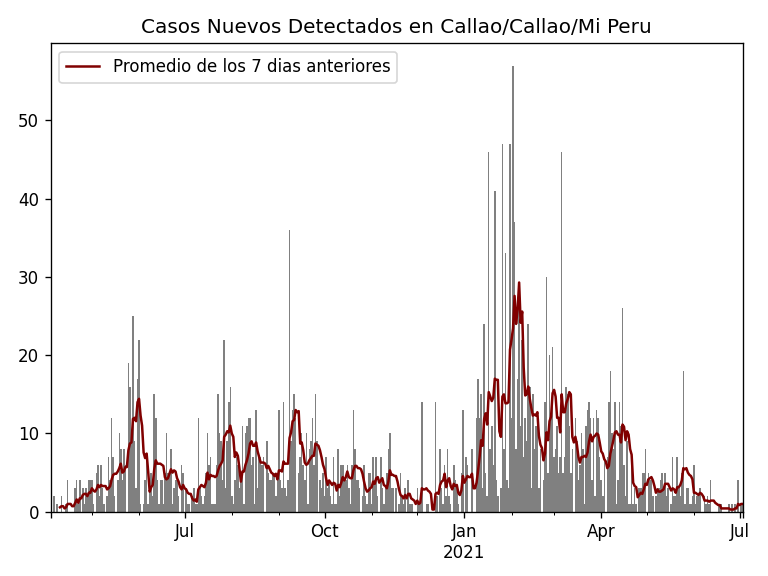 Casos Nuevos Detectados en Callao/Callao/Mi Peru
Promedio de los 7 dias anteriores
50
40
30
20
10
0
Jul
Oct
Jan
2021
Apr
Jul